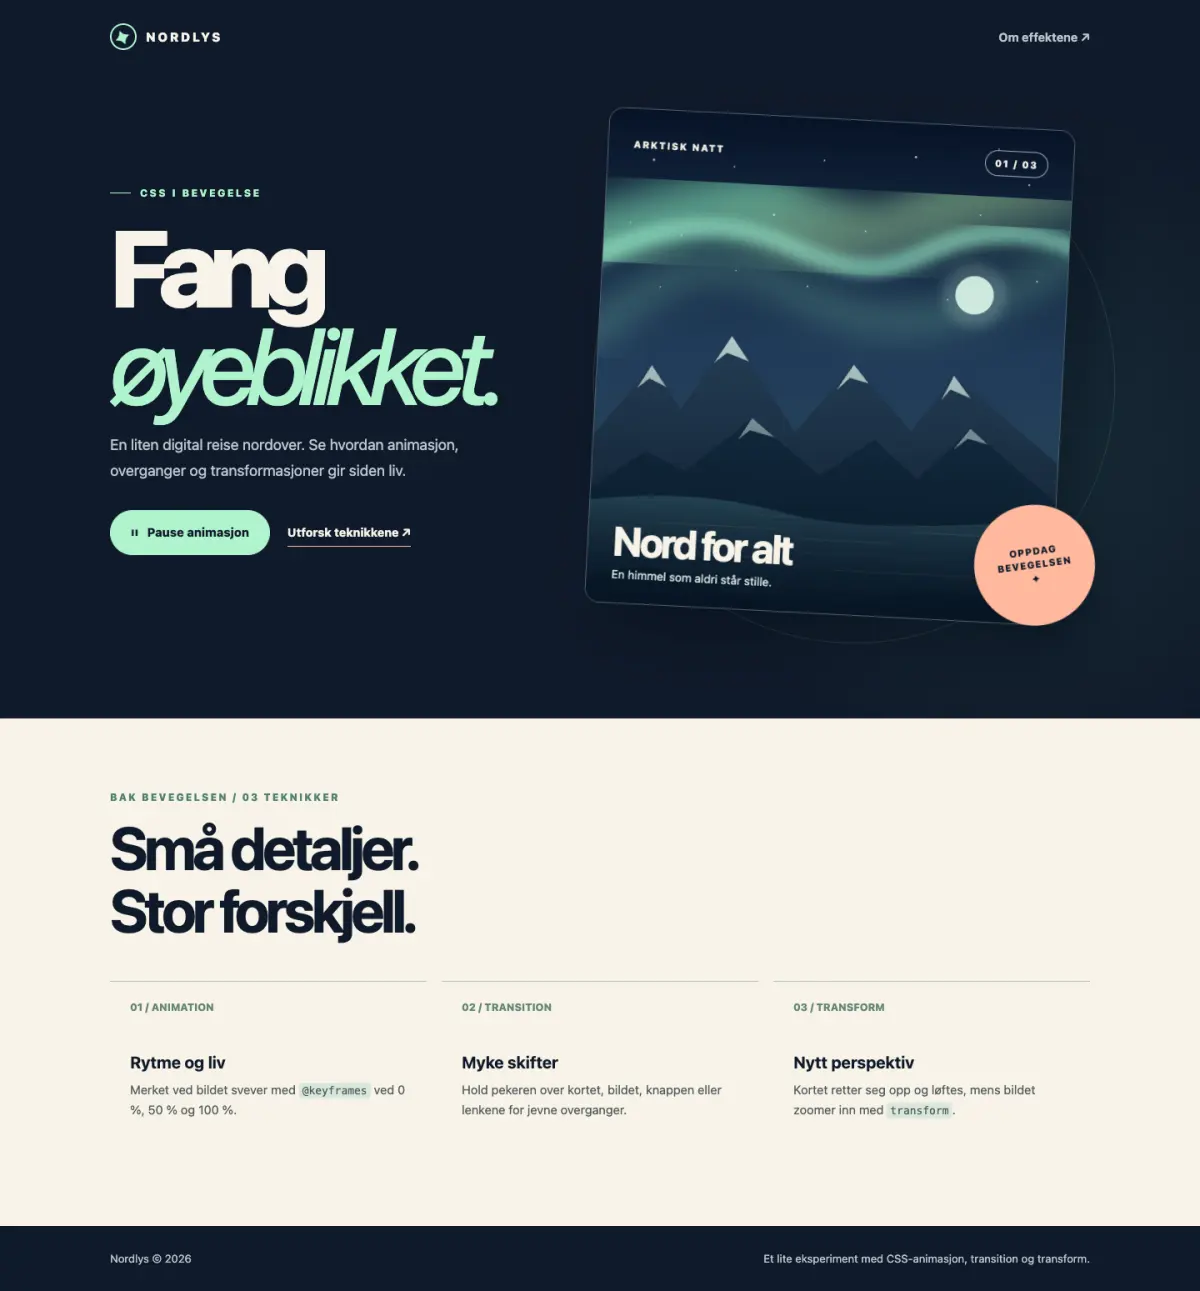 NORDLYS
Om effektene ↗
CSS I BEVEGELSE
Fang
øyeblikket.
En liten digital reise nordover. Se hvordan animasjon,
overganger og transformasjoner gir siden liv.
Pause animasjon
Utforsk teknikkene ↗
ARKTISK NATT
01 / 03
Nord for alt
En himmel som aldri står stille.
OPPDAG
BEVEGELSEN
BAK BEVEGELSEN / 03 TEKNIKKER
Små detaljer.
Stor forskjell.
01 / ANIMATION
Rytme og liv
Merket ved bildet svever med @keyframes ved 0
%, 50 % og 100 %.
02 / TRANSITION
Myke skifter
Hold pekeren over kortet, bildet, knappen eller
lenkene for jevne overganger.
03 / TRANSFORM
Nytt perspektiv
Kortet retter seg opp og løftes, mens bildet
zoomer inn med transform.
Nordlys © 2026
Et lite eksperiment med CSS-animasjon, transition og transform.